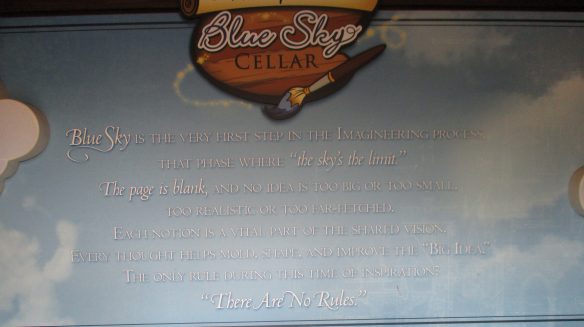 Blue Sky
CELLAR
Blue Sky IS THE VERY FIRST STEP IN THE IMAGINEERING PROCESS,
THAT PHASE WHERE “the sky's the limit.”
The page is blank, AND NO IDEA IS TOO BIG OR TOO SMALL,
TOO REALISTIC OR TOO FAR-FETCHED.
EACH NOTION IS A VITAL PART OF THE SHARED VISION.
EVERY THOUGHT HELPS MOLD, SHAPE, AND IMPROVE THE “BIG IDEA.”
THE ONLY RULE DURING THIS TIME OF INSPIRATION?
“There Are No Rules.”